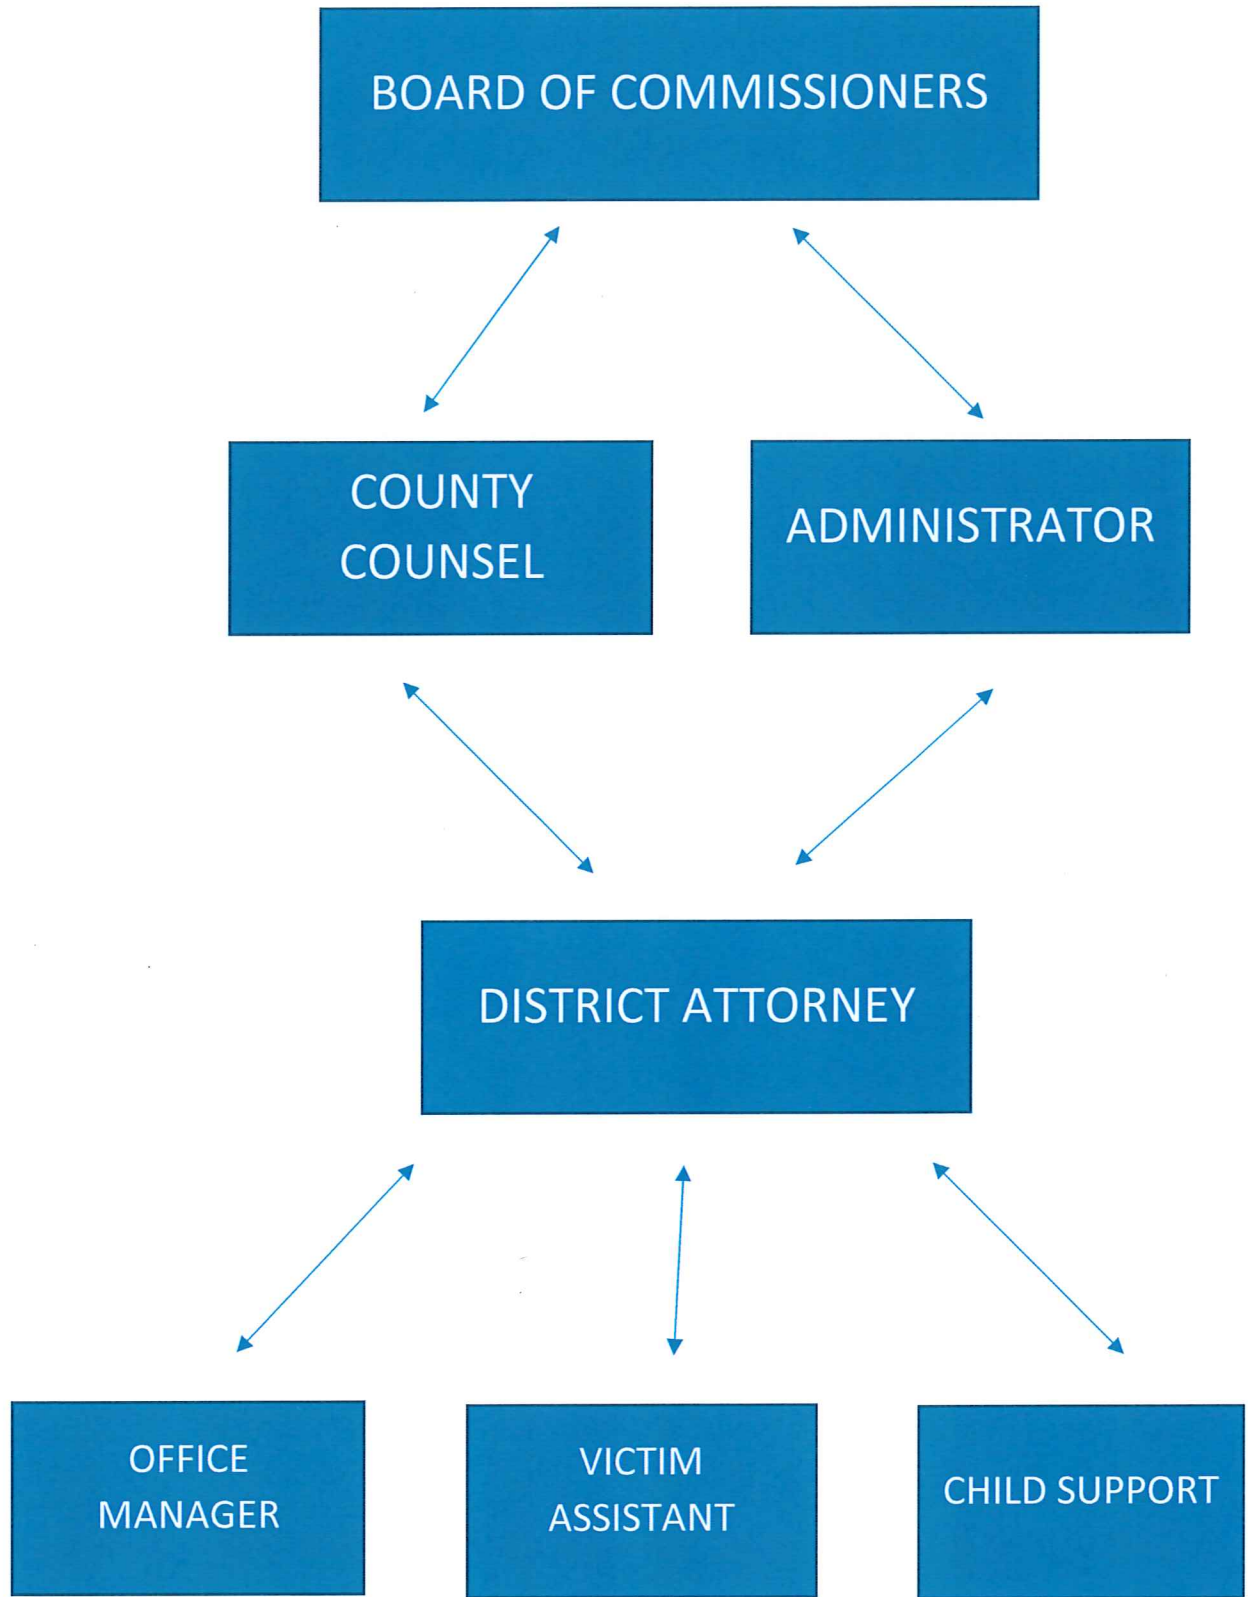 BOARD OF COMMISSIONERS
COUNTY
COUNSEL
ADMINISTRATOR
DISTRICT ATTORNEY
OFFICE
MANAGER
VICTIM
ASSISTANT
CHILD SUPPORT